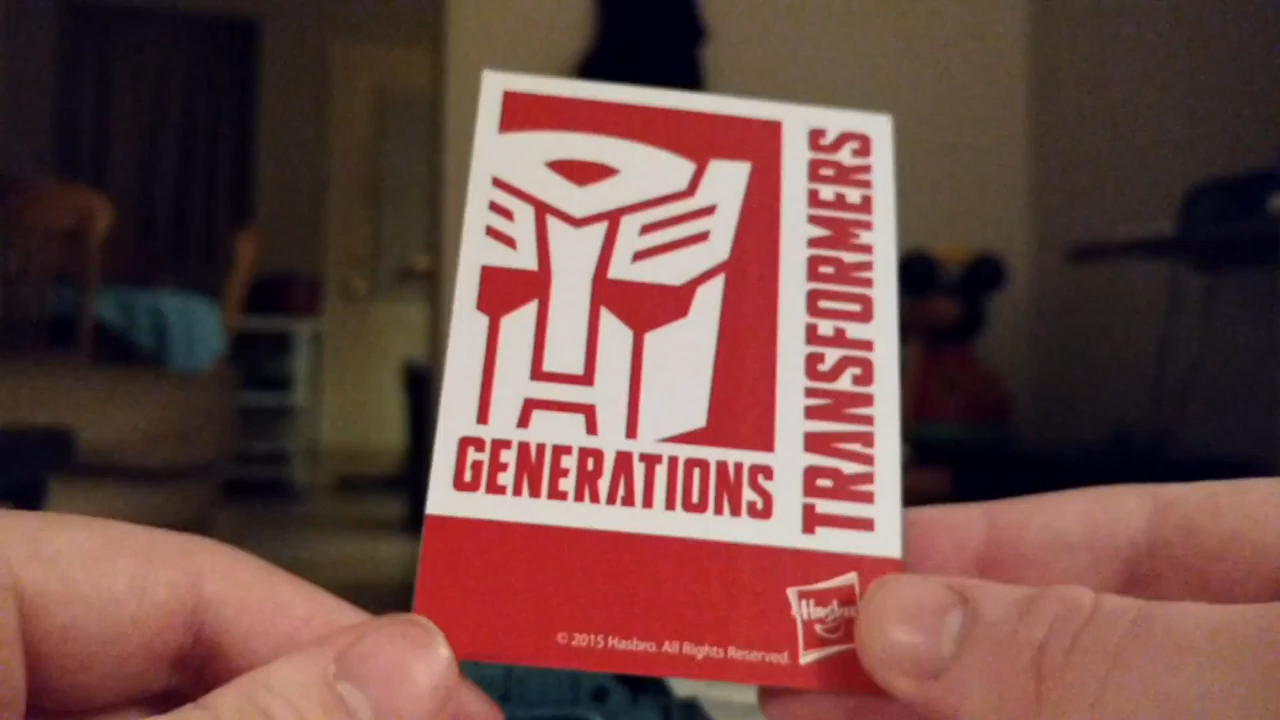 TRANSFORMERS
GENERATIONS
Hasbro
© 2015 Hasbro. All Rights Reserved.